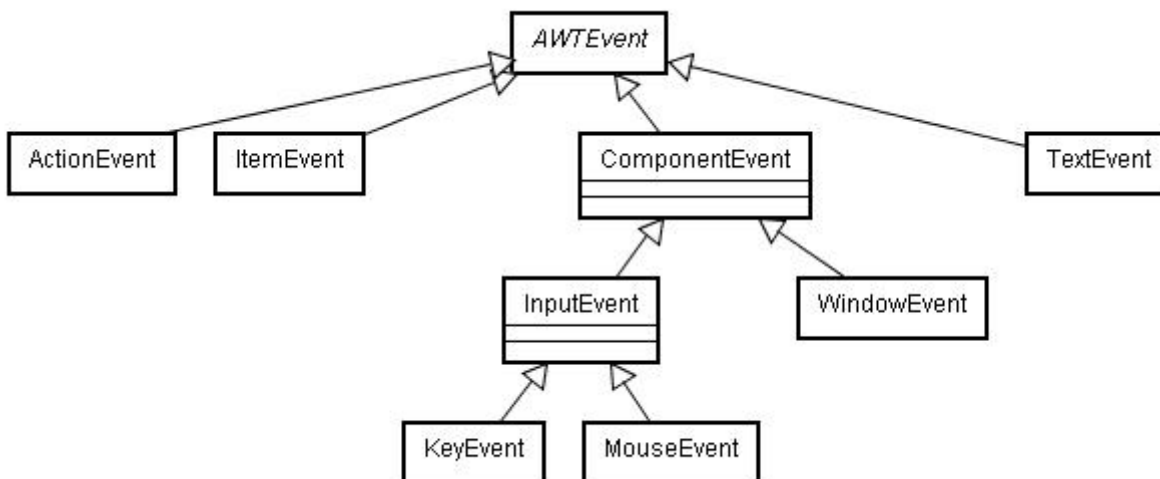 AWTEvent
ActionEvent
ItemEvent
ComponentEvent
TextEvent
InputEvent
WindowEvent
KeyEvent
MouseEvent